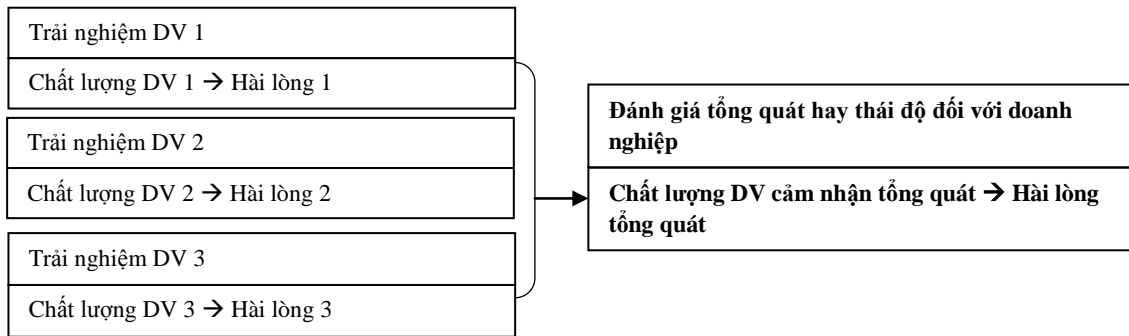 Trải nghiệm DV 1
Chất lượng DV 1 → Hài lòng 1
Trải nghiệm DV 2
Chất lượng DV 2 → Hài lòng 2
Trải nghiệm DV 3
Chất lượng DV 3 → Hài lòng 3
Đánh giá tổng quát hay thái độ đối với doanh
nghiệp
Chất lượng DV cảm nhận tổng quát → Hài lòng
tổng quát